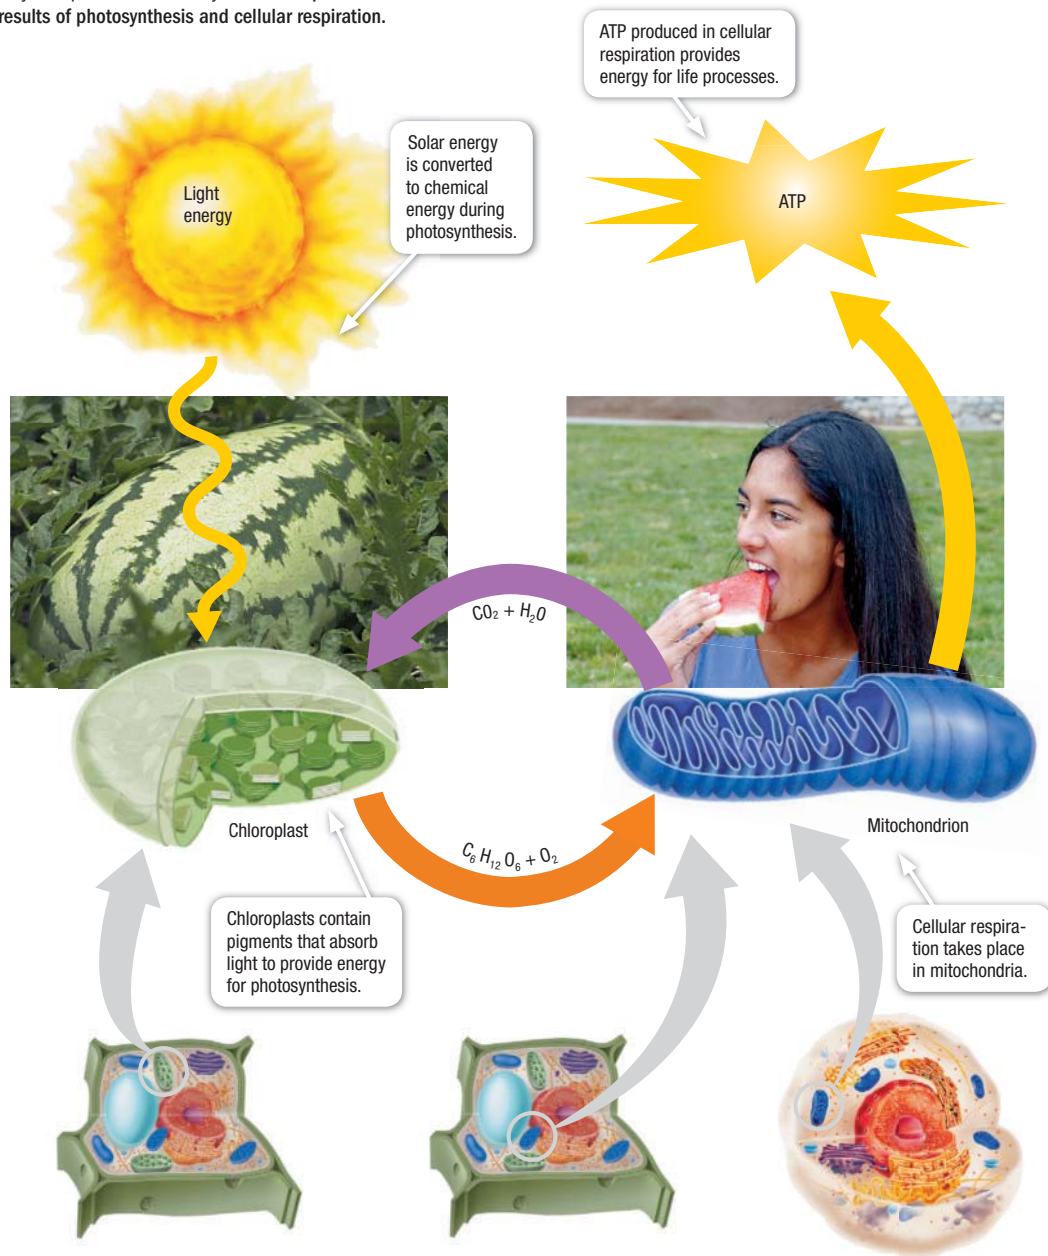 results of photosynthesis and cellular respiration.
ATP produced in cellular
respiration provides
energy for life processes.
Solar energy
is converted
to chemical
energy during
photosynthesis.
Light
energy
ATP
CO₂ + H₂O
Chloroplast
Mitochondrion
C₆H₁₂O₆ + O₂
Chloroplasts contain
pigments that absorb
light to provide energy
for photosynthesis.
Cellular respira-
tion takes place
in mitochondria.